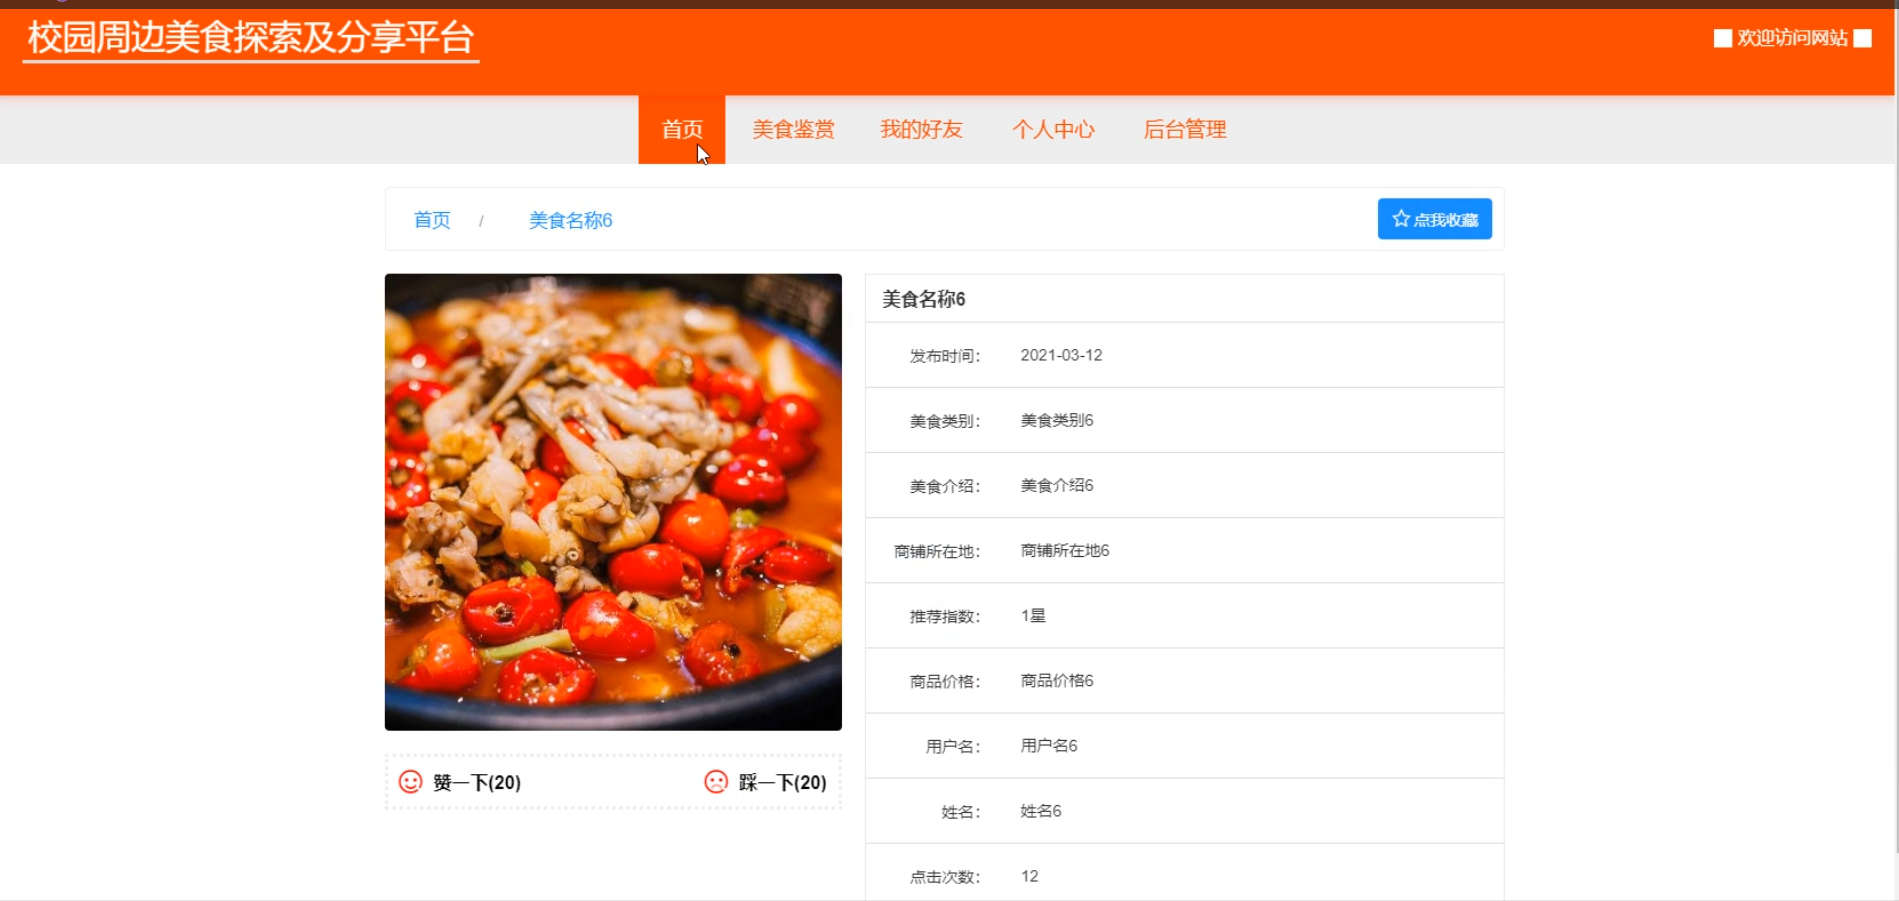 校园周边美食探索及分享平台
欢迎访问网站
首页 美食鉴赏 我的好友 个人中心 后台管理
首页 / 美食名称6
点我收藏
美食名称6
发布时间： 2021-03-12
美食类别： 美食类别6
美食介绍： 美食介绍6
商铺所在地： 商铺所在地6
推荐指数： 1星
商品价格： 商品价格6
用户名： 用户名6
姓名： 姓名6
点击次数： 12
赞一下(20) 踩一下(20)